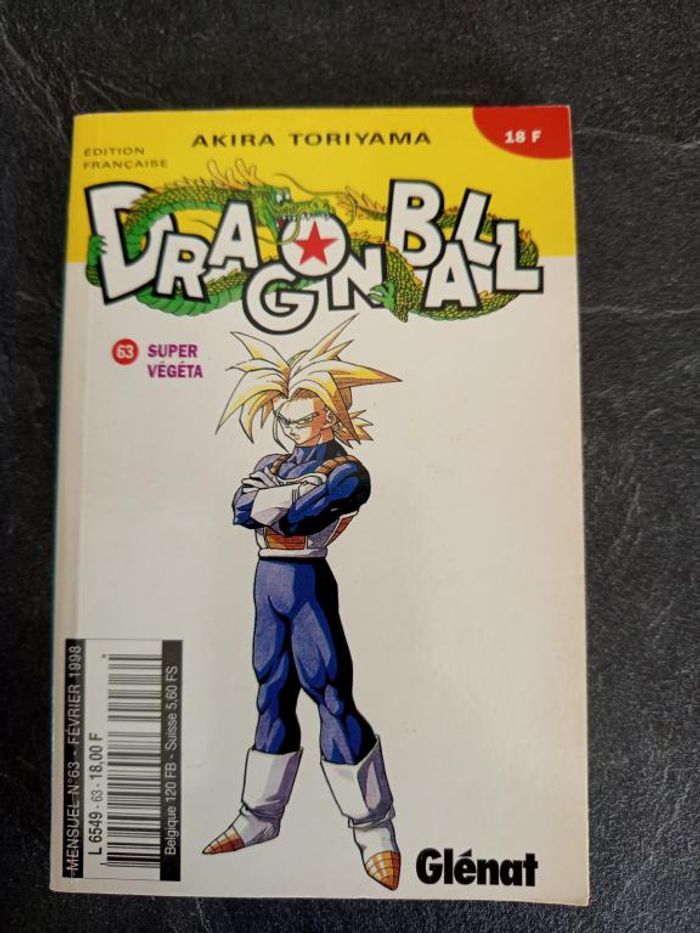 AKIRA TORIYAMA
18 F
ÉDITION
FRANÇAISE
DRAGON BALL
63 SUPER
VÉGÉTA
MENSUEL N°63 - FÉVRIER 1998
L 6549 - 63 - 18,00 F
Belgique 120 FB - Suisse 5.60 FS
Glénat